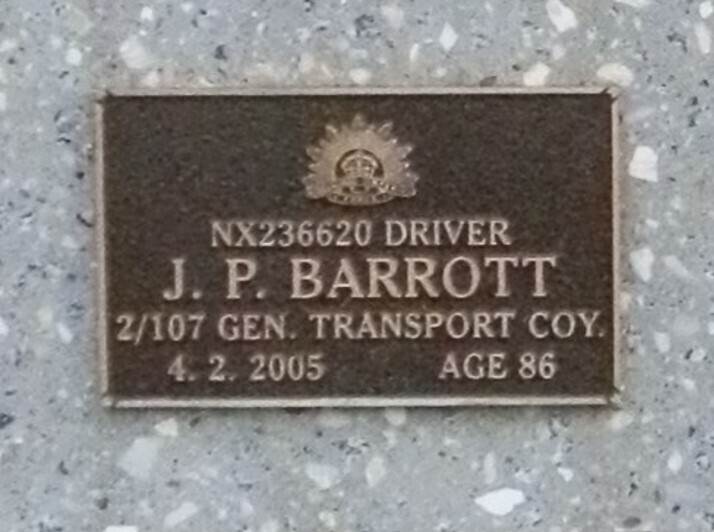 NX236620 DRIVER
J. P. BARROTT
2/107 GEN. TRANSPORT COY.
4. 2. 2005 AGE 86